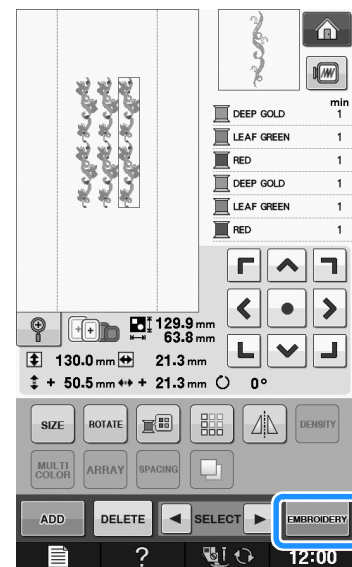 min
DEEP GOLD 1
LEAF GREEN 1
RED 1
DEEP GOLD 1
LEAF GREEN 1
RED 1
129.9 mm
63.8 mm
130.0 mm 21.3 mm
+ 50.5 mm + 21.3 mm 0°
SIZE ROTATE DENSITY
MULTI COLOR ARRAY SPACING
ADD DELETE SELECT EMBROIDERY
? 12:00